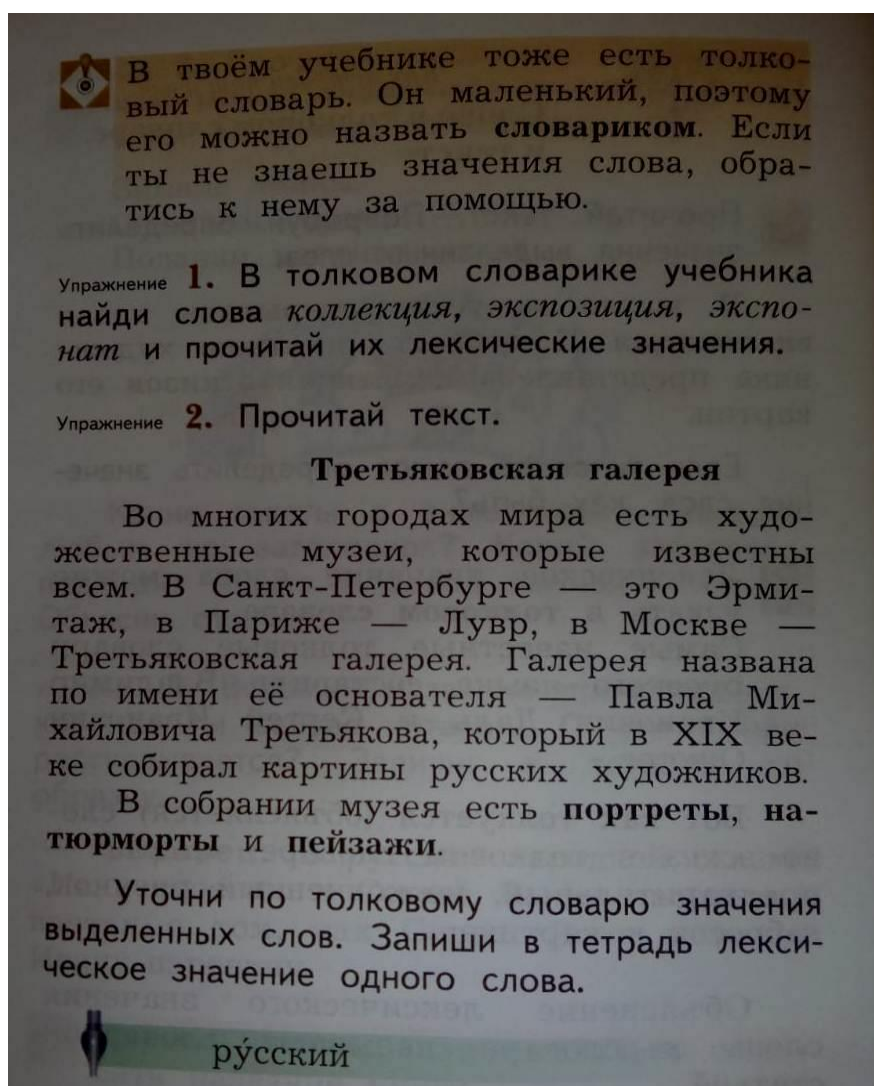 В твоём учебнике тоже есть толко-
вый словарь. Он маленький, поэтому
его можно назвать словариком. Если
ты не знаешь значения слова, обра-
тись к нему за помощью.
Упражнение 1. В толковом словарике учебника
найди слова коллекция, экспозиция, экспо-
нат и прочитай их лексические значения.
Упражнение 2. Прочитай текст.
Третьяковская галерея
Во многих городах мира есть худо-
жественные музеи, которые известны
всем. В Санкт-Петербурге — это Эрми-
таж, в Париже — Лувр, в Москве —
Третьяковская галерея. Галерея названа
по имени её основателя — Павла Ми-
хайловича Третьякова, который в XIX ве-
ке собирал картины русских художников.
В собрании музея есть портреты, на-
тюрморты и пейзажи.
Уточни по толковому словарю значения
выделенных слов. Запиши в тетрадь лекси-
ческое значение одного слова.
ру́сский